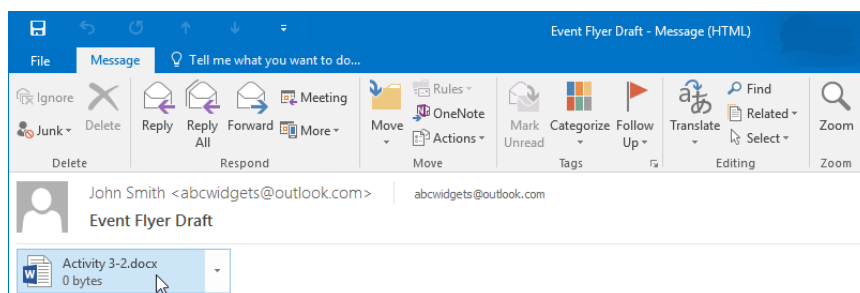 Event Flyer Draft - Message (HTML)
File Message Tell me what you want to do...
Ignore Delete Reply Reply All Forward Meeting Move Rules OneNote Mark Unread Categorize Follow Up Translate Find Related Zoom
Junk More Actions Select
Delete Respond Move Tags Editing Zoom
John Smith <abcwidgets@outlook.com> abcwidgets@outlook.com
Event Flyer Draft
Activity 3-2.docx
0 bytes